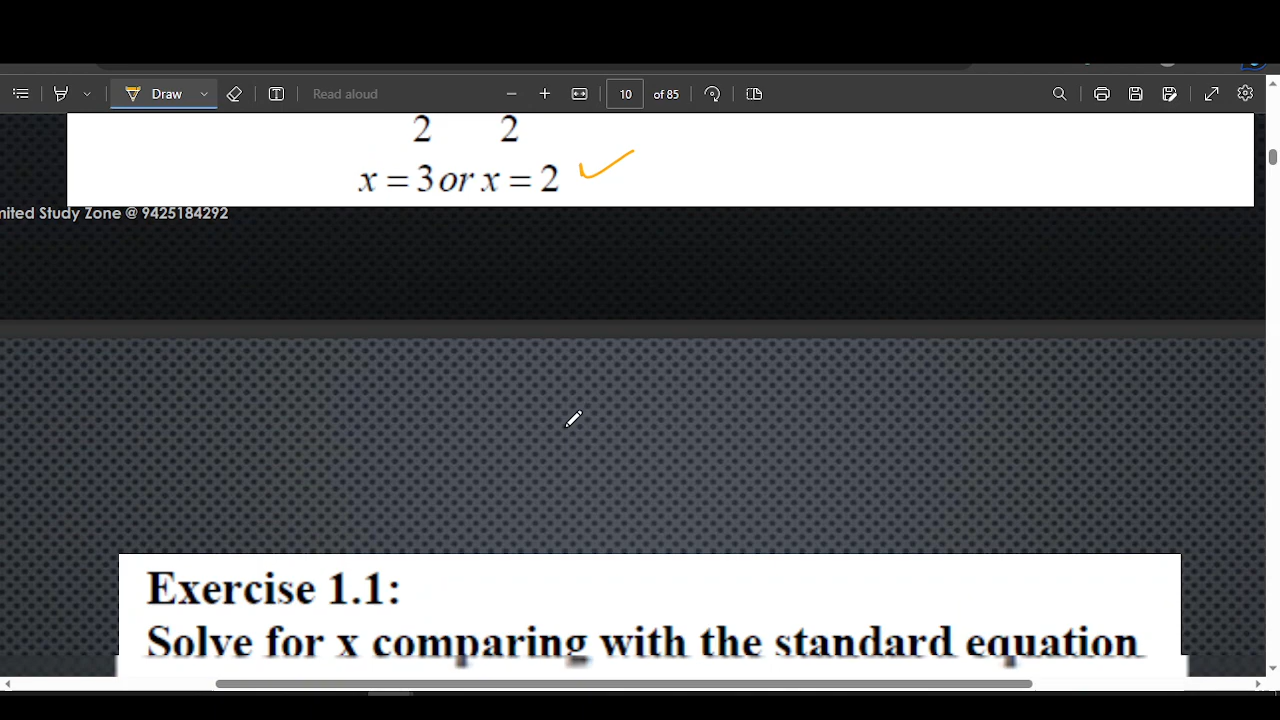 Draw
Read aloud
10 of 85
2 2
x = 3 or x = 2
mited Study Zone @ 9425184292
Exercise 1.1:
Solve for x comparing with the standard equation